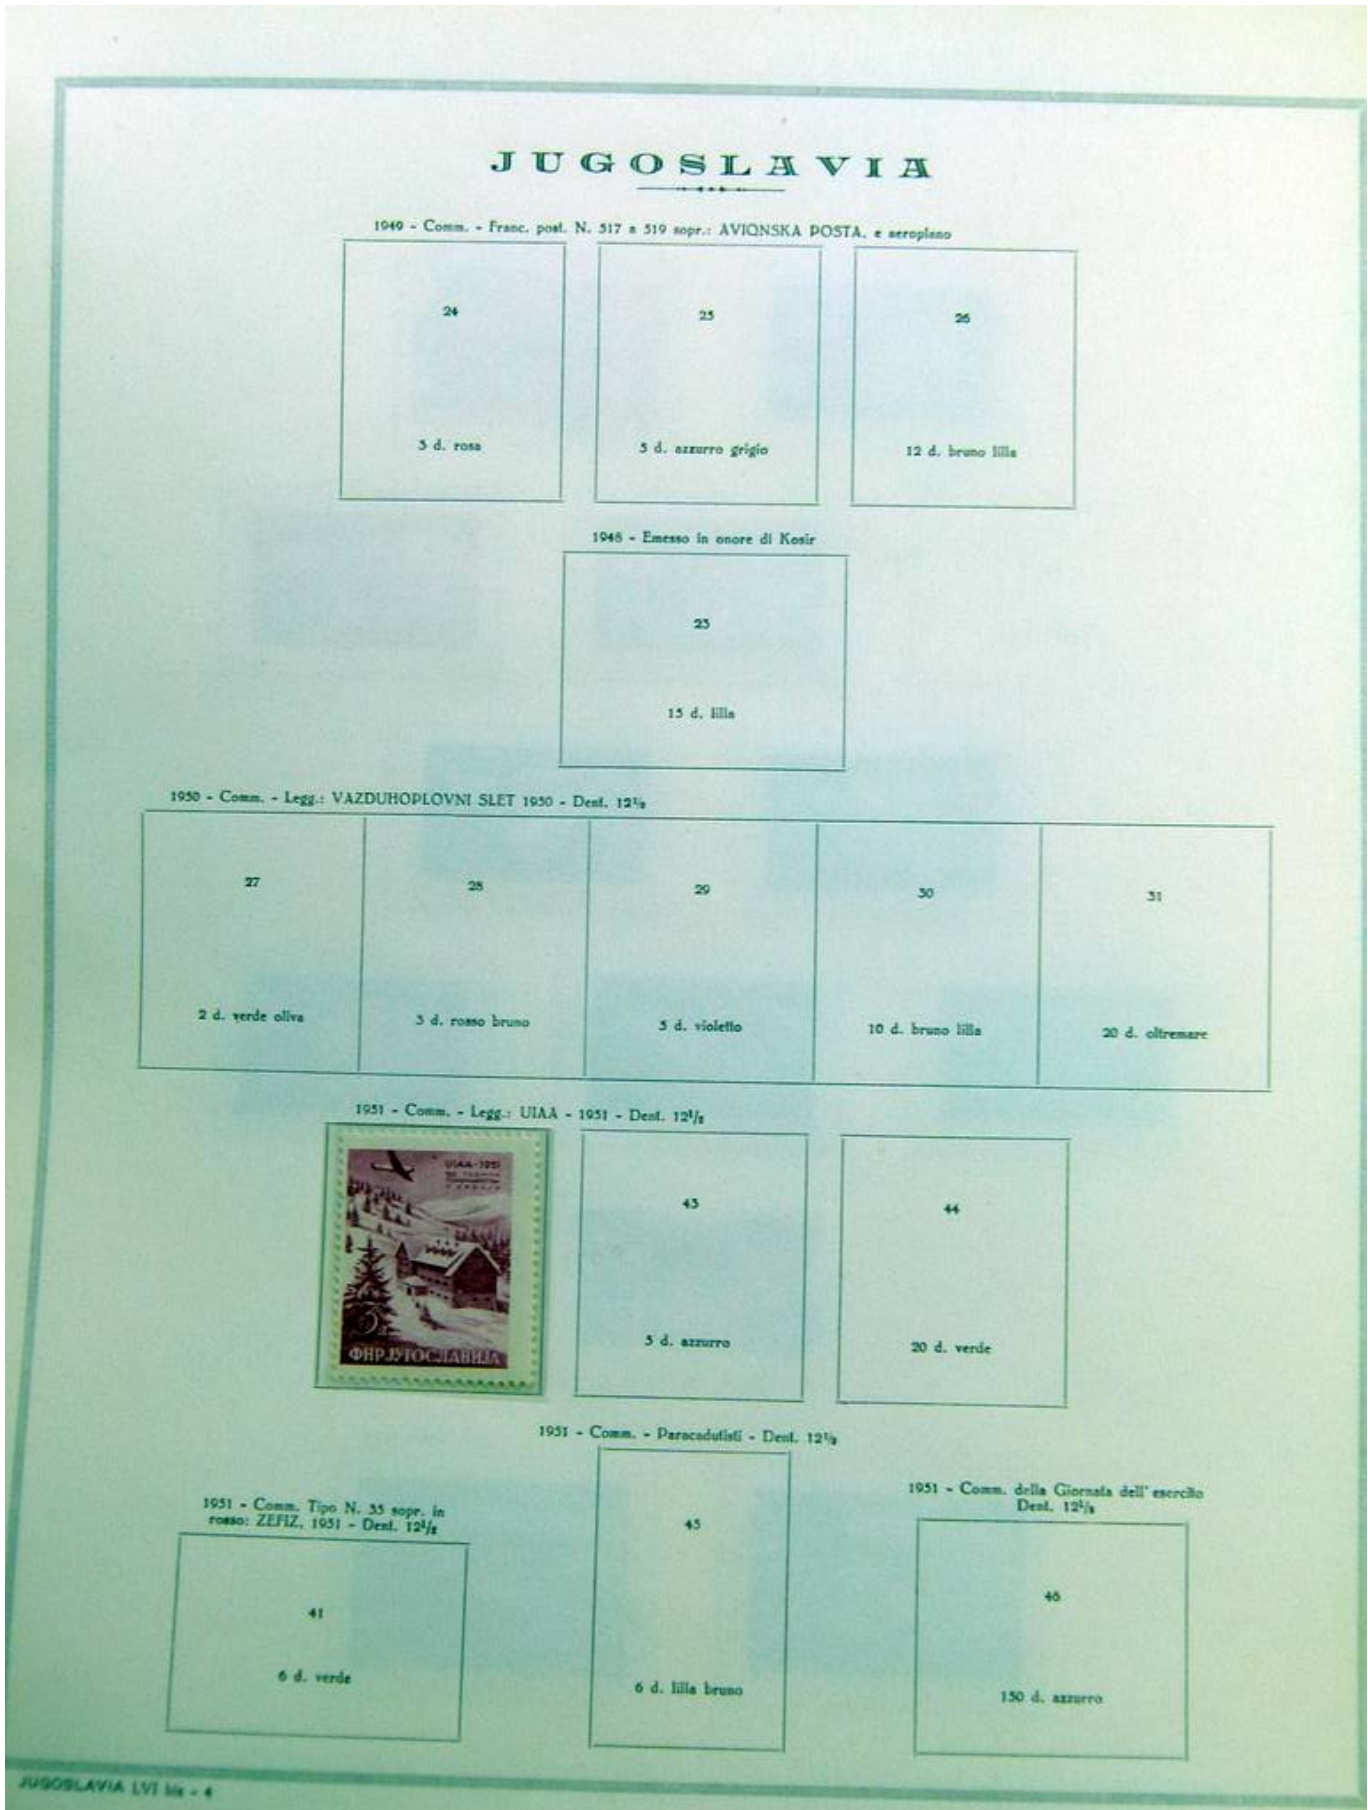 JUGOSLAVIA
1949 - Comm. - Franc. post. N. 517 a 519 sopr.: AVIONSKA POSTA, e aeroplano
24
25
26
3 d. rosa
5 d. azzurro grigio
12 d. bruno lilla
1948 - Emesso in onore di Kosir
23
15 d. lilla
1950 - Comm. - Legg.: VAZDUHOPLOVNI SLET 1950 - Dent. 12½
27
28
29
30
31
2 d. verde oliva
3 d. rosso bruno
5 d. violetto
10 d. bruno lilla
20 d. oltremare
1951 - Comm. - Legg.: UIAA - 1951 - Dent. 12½
UIAA-1951
3
ФНР ЈУГОСЛАВИЈА
43
5 d. azzurro
44
20 d. verde
1951 - Comm. Tipo N. 35 sopr. in
rosso: ZEFIZ, 1951 - Dent. 12½
41
6 d. verde
1951 - Comm. - Paracadutisti - Dent. 12½
45
6 d. lilla bruno
1951 - Comm. della Giornata dell' esercito
Dent. 12½
46
150 d. azzurro
JUGOSLAVIA LVI bis - 4